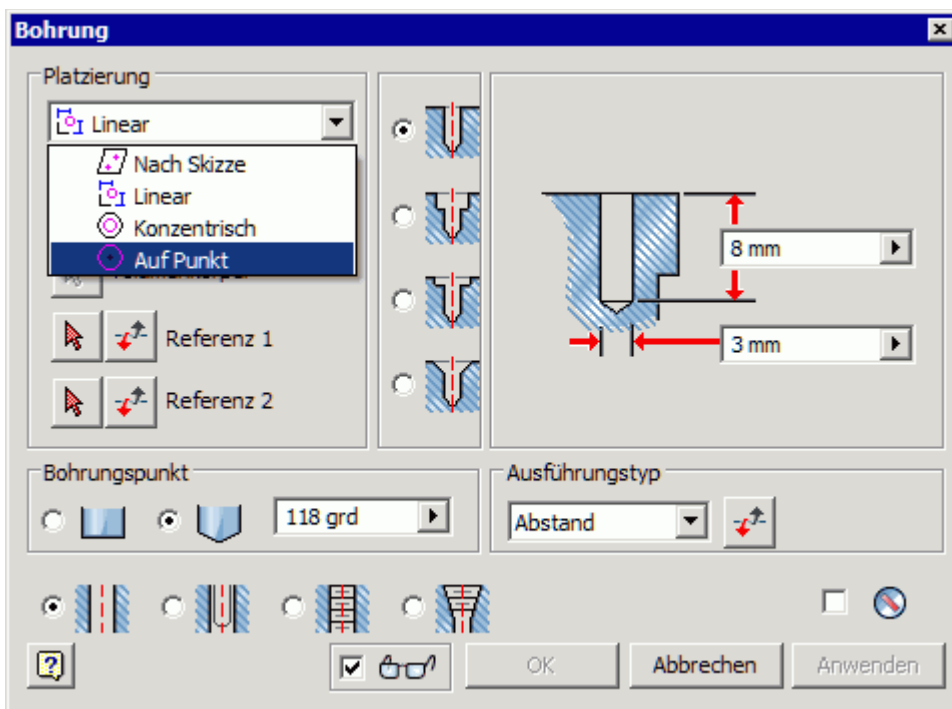 Bohrung
Platzierung
Linear
Nach Skizze
Linear
Konzentrisch
Auf Punkt
Referenz 1
Referenz 2
8 mm
3 mm
Bohrungspunkt
118 grd
Ausführungstyp
Abstand
OK
Abbrechen
Anwenden